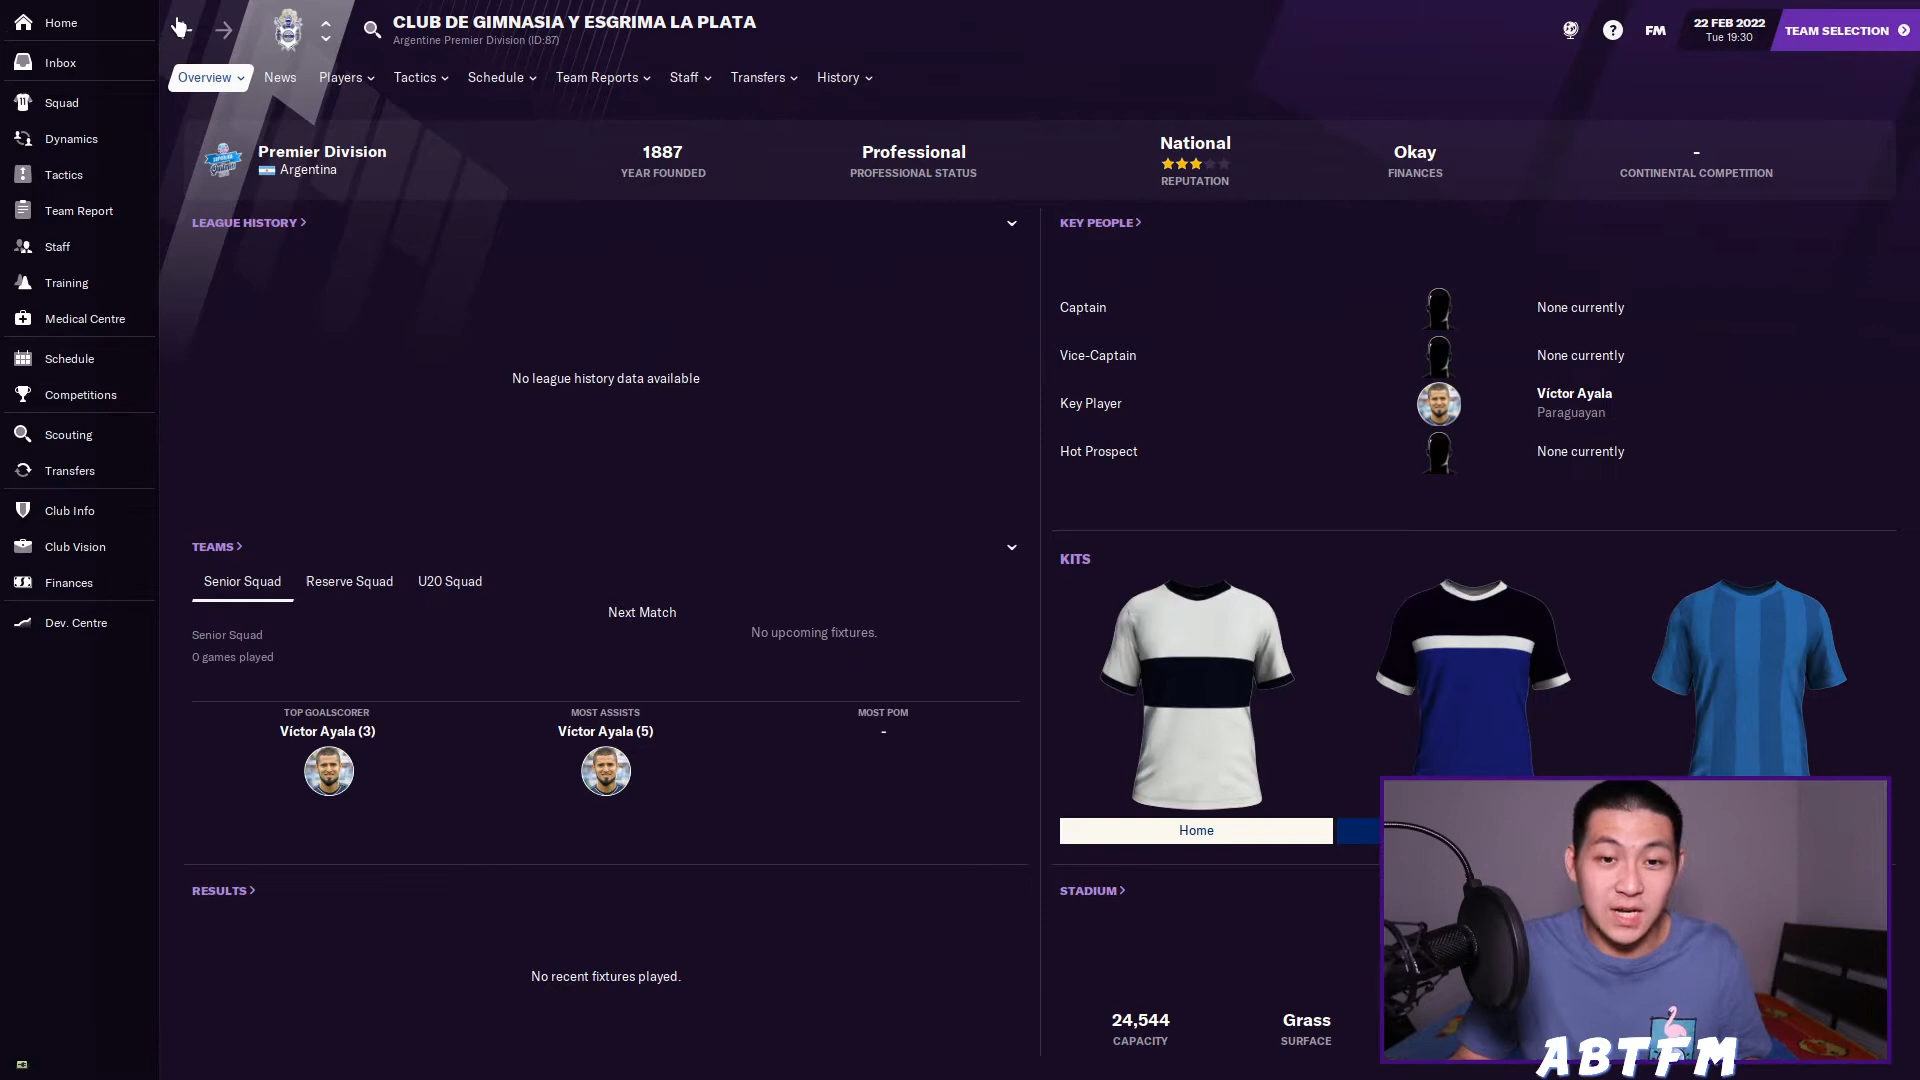 Home
Inbox
Squad
Dynamics
Tactics
Team Report
Staff
Training
Medical Centre
Schedule
Competitions
Scouting
Transfers
Club Info
Club Vision
Finances
Dev. Centre
CLUB DE GIMNASIA Y ESGRIMA LA PLATA
Argentine Premier Division (ID:87)
FM
22 FEB 2022
Tue 19:30
TEAM SELECTION
Overview News Players Tactics Schedule Team Reports Staff Transfers History
Premier Division
Argentina
1887
YEAR FOUNDED
Professional
PROFESSIONAL STATUS
National
REPUTATION
Okay
FINANCES
-
CONTINENTAL COMPETITION
LEAGUE HISTORY
No league history data available
KEY PEOPLE
Captain None currently
Vice-Captain None currently
Key Player Víctor Ayala
Paraguayan
Hot Prospect None currently
TEAMS
Senior Squad Reserve Squad U20 Squad
Next Match
No upcoming fixtures.
Senior Squad
0 games played
TOP GOALSCORER
Víctor Ayala (3)
MOST ASSISTS
Víctor Ayala (5)
MOST POM
-
KITS
Home
RESULTS
No recent fixtures played.
STADIUM
24,544
CAPACITY
Grass
SURFACE
ABTFM